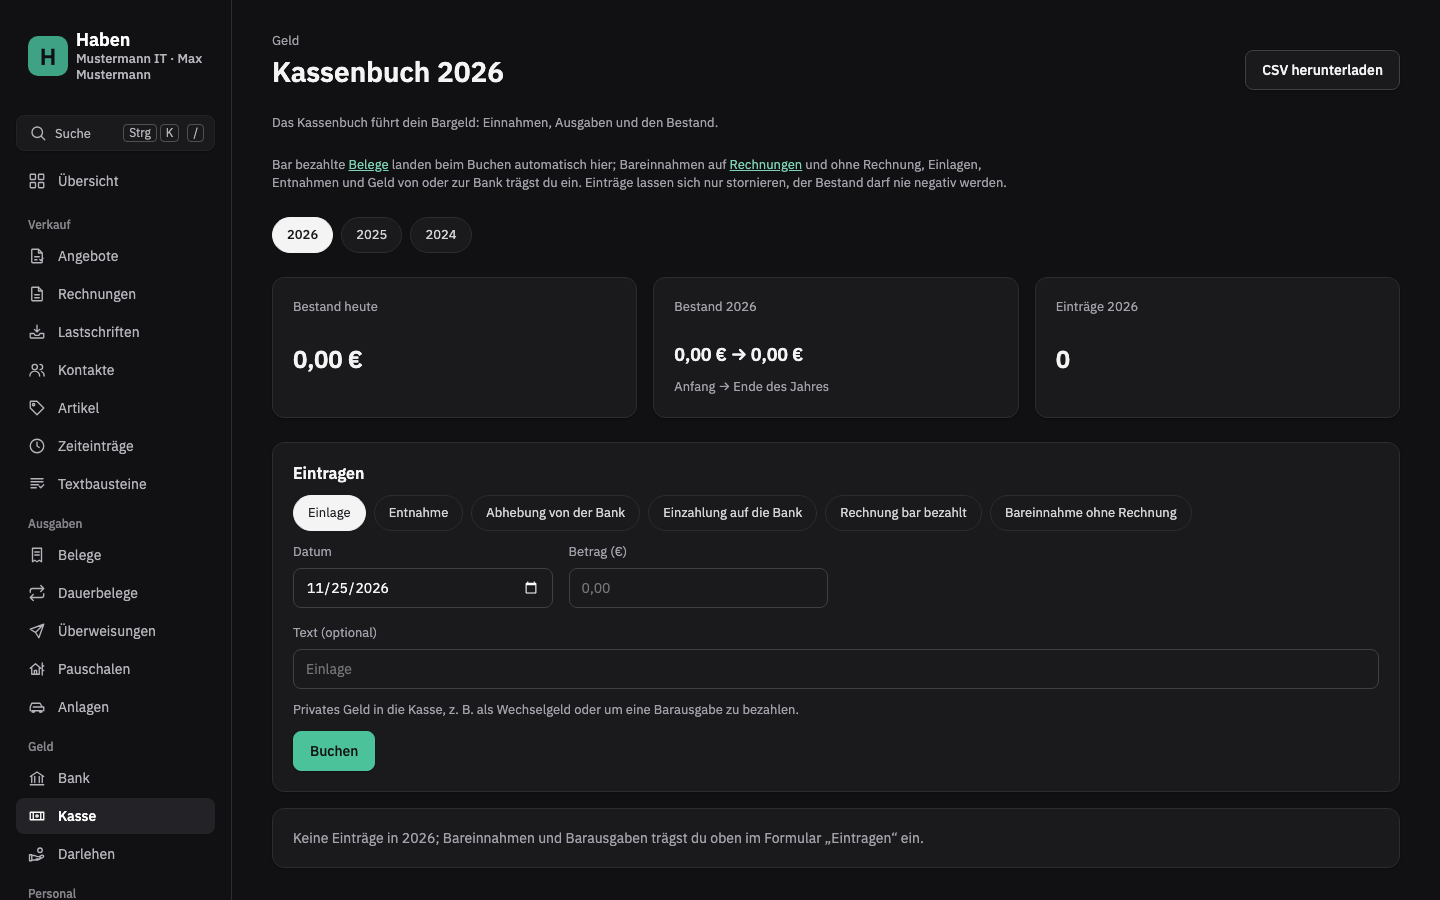 H
Haben
Mustermann IT · Max
Mustermann
Suche
Strg K /
Übersicht
Verkauf
Angebote
Rechnungen
Lastschriften
Kontakte
Artikel
Zeiteinträge
Textbausteine
Ausgaben
Belege
Dauerbelege
Überweisungen
Pauschalen
Anlagen
Geld
Bank
Kasse
Darlehen
Personal
Geld
Kassenbuch 2026
CSV herunterladen
Das Kassenbuch führt dein Bargeld: Einnahmen, Ausgaben und den Bestand.
Bar bezahlte Belege landen beim Buchen automatisch hier; Bareinnahmen auf Rechnungen und ohne Rechnung, Einlagen,
Entnahmen und Geld von oder zur Bank trägst du ein. Einträge lassen sich nur stornieren, der Bestand darf nie negativ werden.
2026
2025
2024
Bestand heute
0,00 €
Bestand 2026
0,00 € → 0,00 €
Anfang → Ende des Jahres
Einträge 2026
0
Eintragen
Einlage
Entnahme
Abhebung von der Bank
Einzahlung auf die Bank
Rechnung bar bezahlt
Bareinnahme ohne Rechnung
Datum
11/25/2026
Betrag (€)
0,00
Text (optional)
Einlage
Privates Geld in die Kasse, z. B. als Wechselgeld oder um eine Barausgabe zu bezahlen.
Buchen
Keine Einträge in 2026; Bareinnahmen und Barausgaben trägst du oben im Formular „Eintragen“ ein.